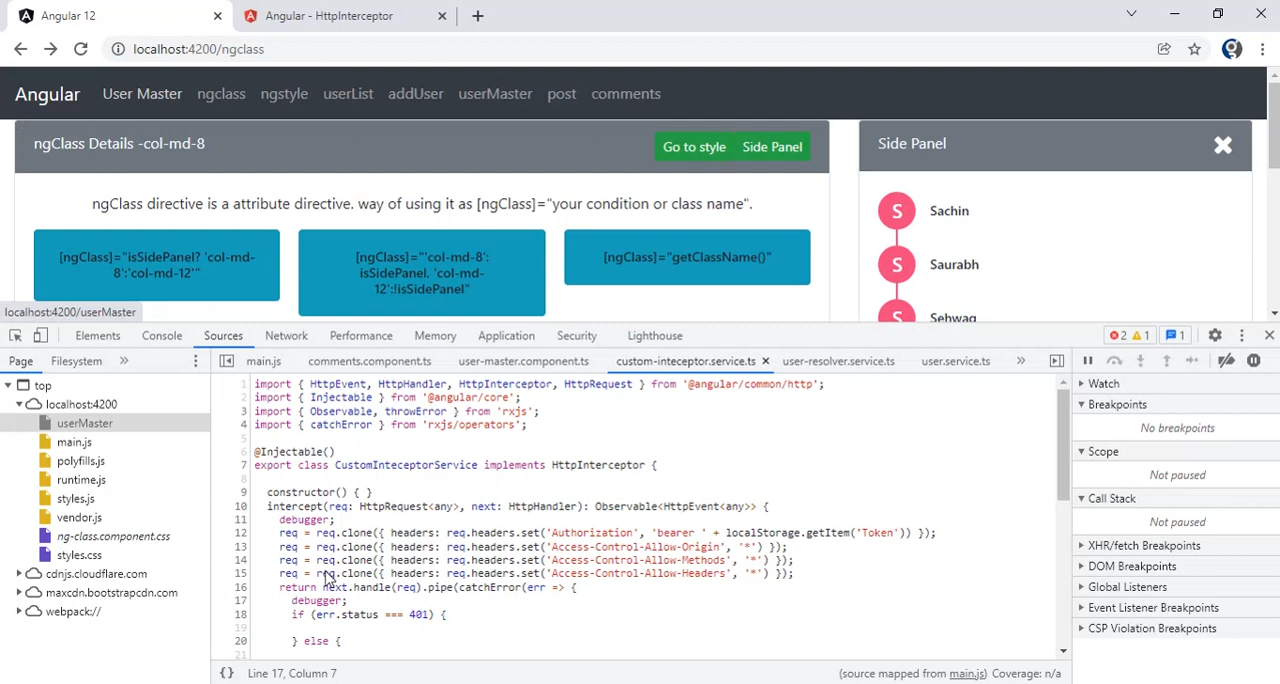 Angular 12
Angular - HttpInterceptor
localhost:4200/ngclass
Angular User Master ngclass ngstyle userList addUser userMaster post comments
ngClass Details -col-md-8
Go to style Side Panel
Side Panel
ngClass directive is a attribute directive. way of using it as [ngClass]="your condition or class name".
[ngClass]="isSidePanel? 'col-md-
8':'col-md-12'"
[ngClass]="'col-md-8':
isSidePanel, 'col-md-
12':!isSidePanel"
[ngClass]="getClassName()"
S Sachin
S Saurabh
S Sehwag
localhost:4200/userMaster
Elements Console Sources Network Performance Memory Application Security Lighthouse 2 1 1
Page Filesystem » main.js comments.component.ts user-master.component.ts custom-inteceptor.service.ts user-resolver.service.ts user.service.ts »
top
localhost:4200
userMaster
main.js
polyfills.js
runtime.js
styles.js
vendor.js
ng-class.component.css
styles.css
cdnjs.cloudflare.com
maxcdn.bootstrapcdn.com
webpack://
1 import { HttpEvent, HttpHandler, HttpInterceptor, HttpRequest } from '@angular/common/http';
2 import { Injectable } from '@angular/core';
3 import { Observable, throwError } from 'rxjs';
4 import { catchError } from 'rxjs/operators';
5
6 @Injectable()
7 export class CustomInteceptorService implements HttpInterceptor {
8
9 constructor() { }
10 intercept(req: HttpRequest<any>, next: HttpHandler): Observable<HttpEvent<any>> {
11 debugger;
12 req = req.clone({ headers: req.headers.set('Authorization', 'bearer ' + localStorage.getItem('Token')) });
13 req = req.clone({ headers: req.headers.set('Access-Control-Allow-Origin', '*') });
14 req = req.clone({ headers: req.headers.set('Access-Control-Allow-Methods', '*') });
15 req = req.clone({ headers: req.headers.set('Access-Control-Allow-Headers', '*') });
16 return next.handle(req).pipe(catchError(err => {
17 debugger;
18 if (err.status === 401) {
19
20 } else {
21
{} Line 17, Column 7 (source mapped from main.js) Coverage: n/a
Watch
Breakpoints
No breakpoints
Scope
Not paused
Call Stack
Not paused
XHR/fetch Breakpoints
DOM Breakpoints
Global Listeners
Event Listener Breakpoints
CSP Violation Breakpoints